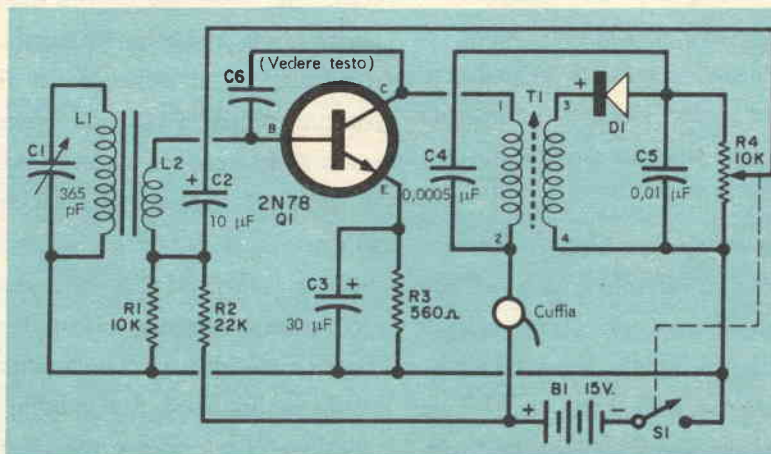 (Vedere testo)
C6
C
B
E
2N78
Q1
L1
L2
C1
365
pF
C2
+
10 μF
C3
+
30 μF
R1
10K
R2
22K
R3
560Ω
C4
0,0005 μF
1
T1
3
2
4
+
D1
C5
0,01 μF
R4
10K
Cuffia
+
B1
15V.
-
S1